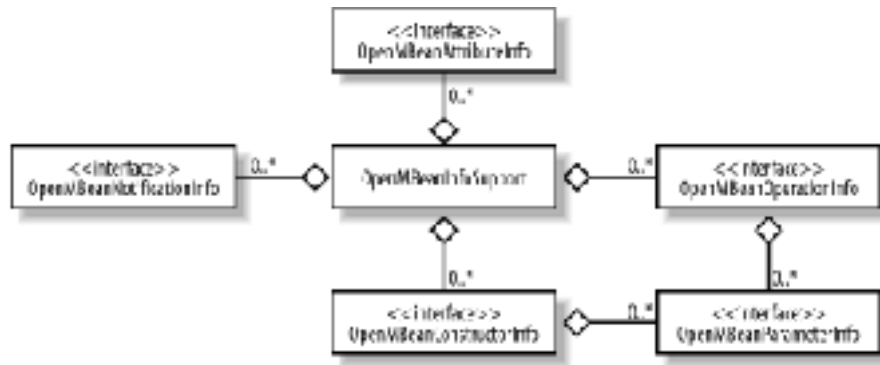 <<interface>>
OpenMBeanAttributeInfo
0..*
<<interface>>
OpenMBeanNotificationInfo
0..*
OpenMBeanInfoSupport
0..*
<<interface>>
OpenMBeanOperationInfo
0..*
0..*
<<interface>>
OpenMBeanConstructorInfo
0..*
<<interface>>
OpenMBeanParameterInfo